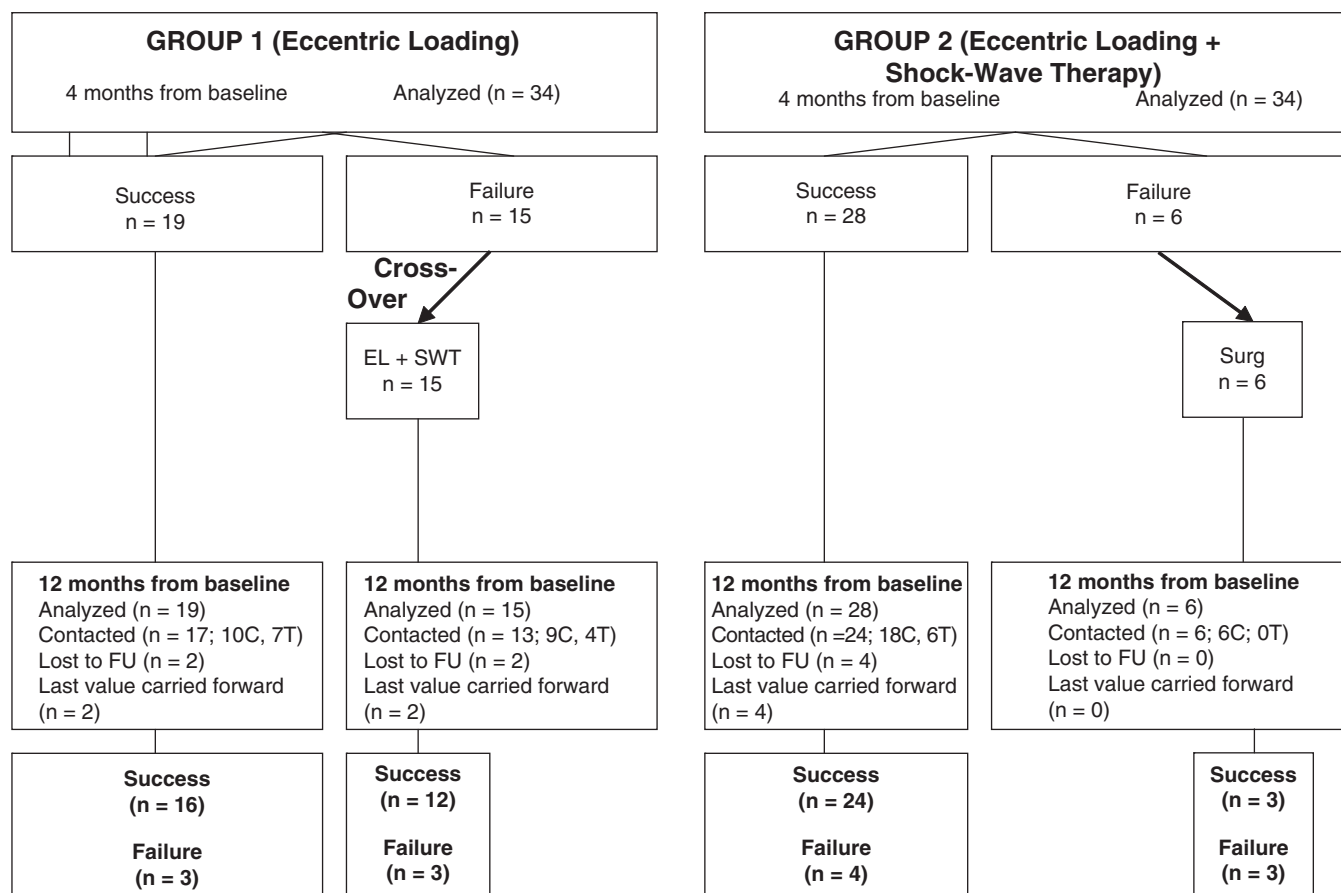 GROUP 1 (Eccentric Loading)
4 months from baseline Analyzed (n = 34)
Success
n = 19
Failure
n = 15
Cross-
Over
EL + SWT
n = 15
12 months from baseline
Analyzed (n = 19)
Contacted (n = 17; 10C, 7T)
Lost to FU (n = 2)
Last value carried forward
(n = 2)
12 months from baseline
Analyzed (n = 15)
Contacted (n = 13; 9C, 4T)
Lost to FU (n = 2)
Last value carried forward
(n = 2)
Success
(n = 16)
Failure
(n = 3)
Success
(n = 12)
Failure
(n = 3)
GROUP 2 (Eccentric Loading +
Shock-Wave Therapy)
4 months from baseline Analyzed (n = 34)
Success
n = 28
Failure
n = 6
Surg
n = 6
12 months from baseline
Analyzed (n = 28)
Contacted (n =24; 18C, 6T)
Lost to FU (n = 4)
Last value carried forward
(n = 4)
12 months from baseline
Analyzed (n = 6)
Contacted (n = 6; 6C; 0T)
Lost to FU (n = 0)
Last value carried forward
(n = 0)
Success
(n = 24)
Failure
(n = 4)
Success
(n = 3)
Failure
(n = 3)